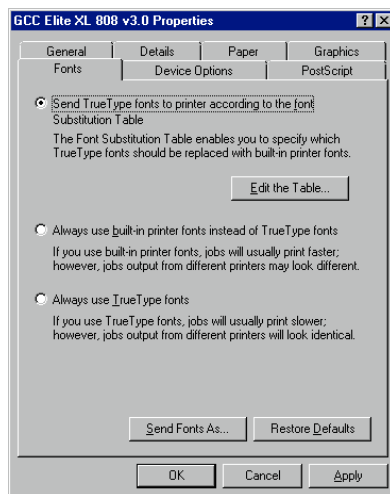 GCC Elite XL 808 v3.0 Properties
General Details Paper Graphics
Fonts Device Options PostScript
Send TrueType fonts to printer according to the font
Substitution Table
The Font Substitution Table enables you to specify which
TrueType fonts should be replaced with built-in printer fonts.
Edit the Table...
Always use built-in printer fonts instead of TrueType fonts
If you use built-in printer fonts, jobs will usually print faster;
however, jobs output from different printers may look different.
Always use TrueType fonts
If you use TrueType fonts, jobs will usually print slower;
however, jobs output from different printers will look identical.
Send Fonts As... Restore Defaults
OK Cancel Apply